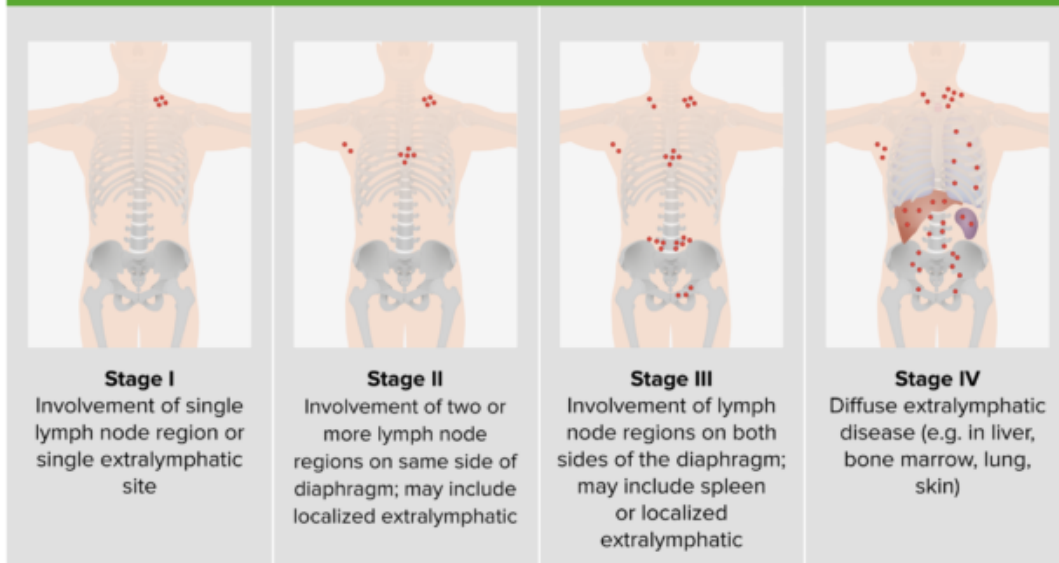 Stage I
Involvement of single
lymph node region or
single extralymphatic
site
Stage II
Involvement of two or
more lymph node
regions on same side of
diaphragm; may include
localized extralymphatic
Stage III
Involvement of lymph
node regions on both
sides of the diaphragm;
may include spleen
or localized
extralymphatic
Stage IV
Diffuse extralymphatic
disease (e.g. in liver,
bone marrow, lung,
skin)